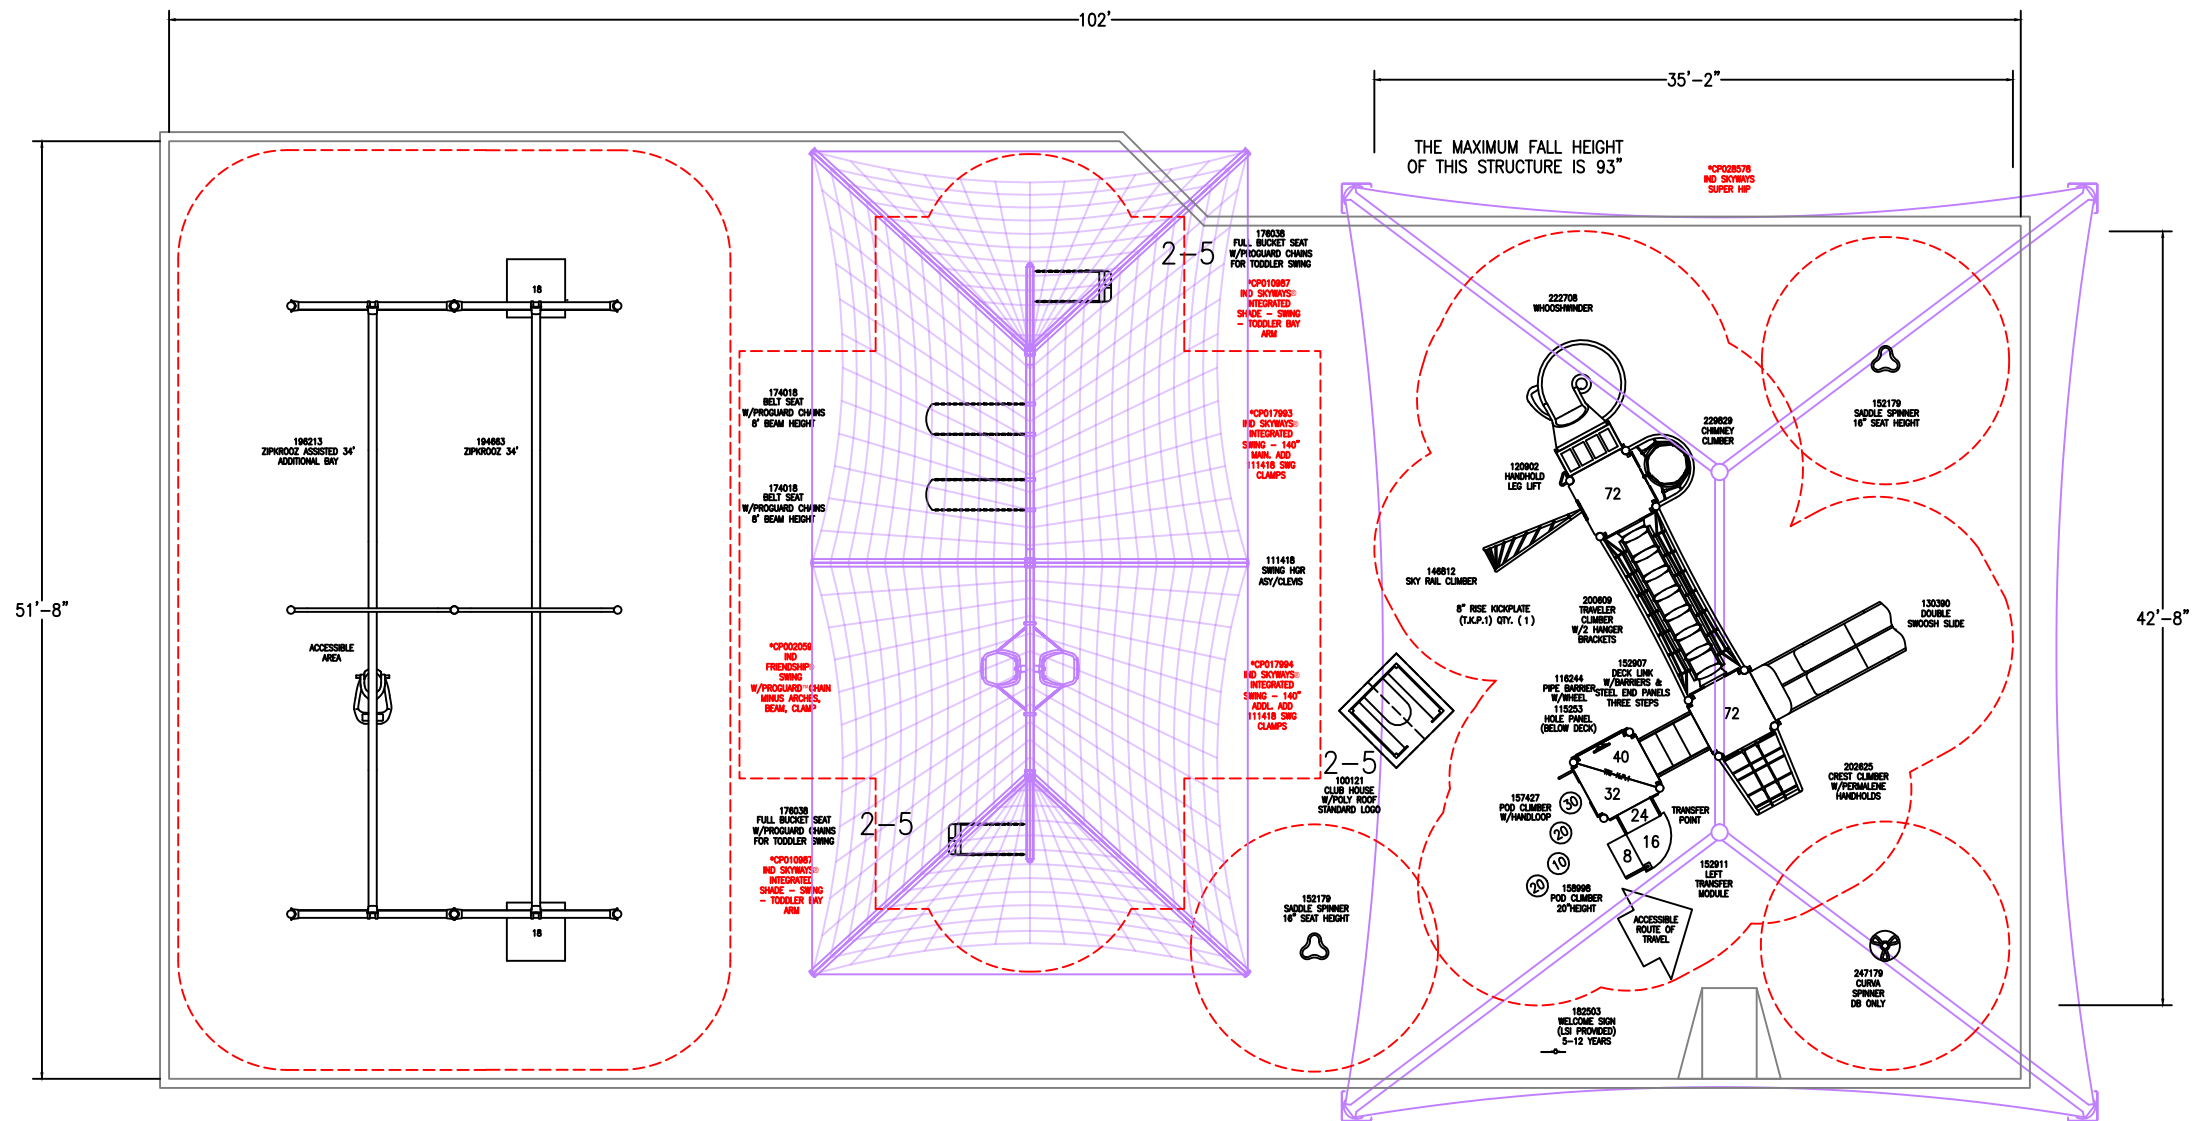 102'
35'-2"
THE MAXIMUM FALL HEIGHT
OF THIS STRUCTURE IS 93"
*CP028576
IND SKYWAYS
SUPER HIP
51'-8"
42'-8"
18
196213
ZIPKROOZ ASSISTED 34'
ADDITIONAL BAY
194663
ZIPKROOZ 34'
ACCESSIBLE
AREA
18
2-5
176038
FULL BUCKET SEAT
W/PROGUARD CHAINS
FOR TODDLER SWING
*CP010987
IND SKYWAYS®
INTEGRATED
SHADE - SWING
- TODDLER BAY
ARM
174018
BELT SEAT
W/PROGUARD CHAINS
8' BEAM HEIGHT
174018
BELT SEAT
W/PROGUARD CHAINS
8' BEAM HEIGHT
*CP017993
IND SKYWAYS®
INTEGRATED
SWING - 140"
MAIN. ADD
111418 SWG
CLAMPS
111418
SWING HGR
ASY/CLEVIS
*CP002059
IND
FRIENDSHIP®
SWING
W/PROGUARD™CHAIN
MINUS ARCHES,
BEAM, CLAMP
*CP017994
IND SKYWAYS®
INTEGRATED
SWING - 140"
ADDL. ADD
111418 SWG
CLAMPS
176038
FULL BUCKET SEAT
W/PROGUARD CHAINS
FOR TODDLER SWING
2-5
*CP010987
IND SKYWAYS®
INTEGRATED
SHADE - SWING
- TODDLER BAY
ARM
2-5
100121
CLUB HOUSE
W/POLY ROOF
STANDARD LOGO
152179
SADDLE SPINNER
16" SEAT HEIGHT
222708
WHOOSHWINDER
152179
SADDLE SPINNER
16" SEAT HEIGHT
229829
CHIMNEY
CLIMBER
120902
HANDHOLD
LEG LIFT
72
146812
SKY RAIL CLIMBER
8" RISE KICKPLATE
(T.K.P.1) QTY. ( 1 )
200609
TRAVELER
CLIMBER
W/2 HANGER
BRACKETS
130390
DOUBLE
SWOOSH SLIDE
152907
DECK LINK
W/BARRIERS &
STEEL END PANELS
THREE STEPS
116244
PIPE BARRIER
W/WHEEL
115253
HOLE PANEL
(BELOW DECK)
72
40
32
24
16
8
202625
CREST CLIMBER
W/PERMALENE
HANDHOLDS
157427
POD CLIMBER
W/HANDLOOP
30
20
10
20
TRANSFER
POINT
152911
LEFT
TRANSFER
MODULE
158998
POD CLIMBER
20"HEIGHT
ACCESSIBLE
ROUTE OF
TRAVEL
247179
CURVA
SPINNER
DB ONLY
182503
WELCOME SIGN
(LSI PROVIDED)
5-12 YEARS